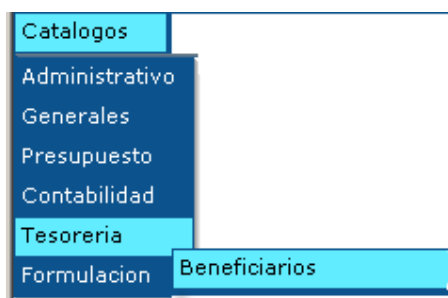 Catalogos
Administrativo
Generales
Presupuesto
Contabilidad
Tesoreria
Beneficiarios
Formulacion